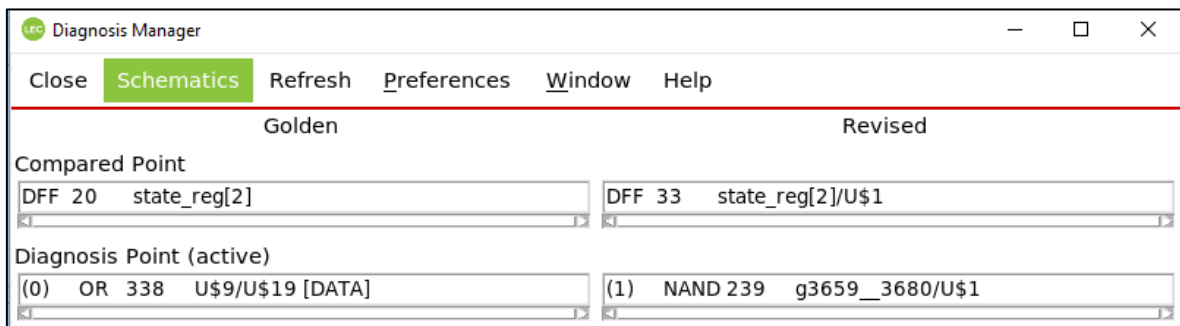 LEC Diagnosis Manager
Close Schematics Refresh Preferences Window Help
Golden Revised
Compared Point
DFF 20 state_reg[2] DFF 33 state_reg[2]/U$1
Diagnosis Point (active)
(0) OR 338 U$9/U$19 [DATA] (1) NAND 239 g3659__3680/U$1